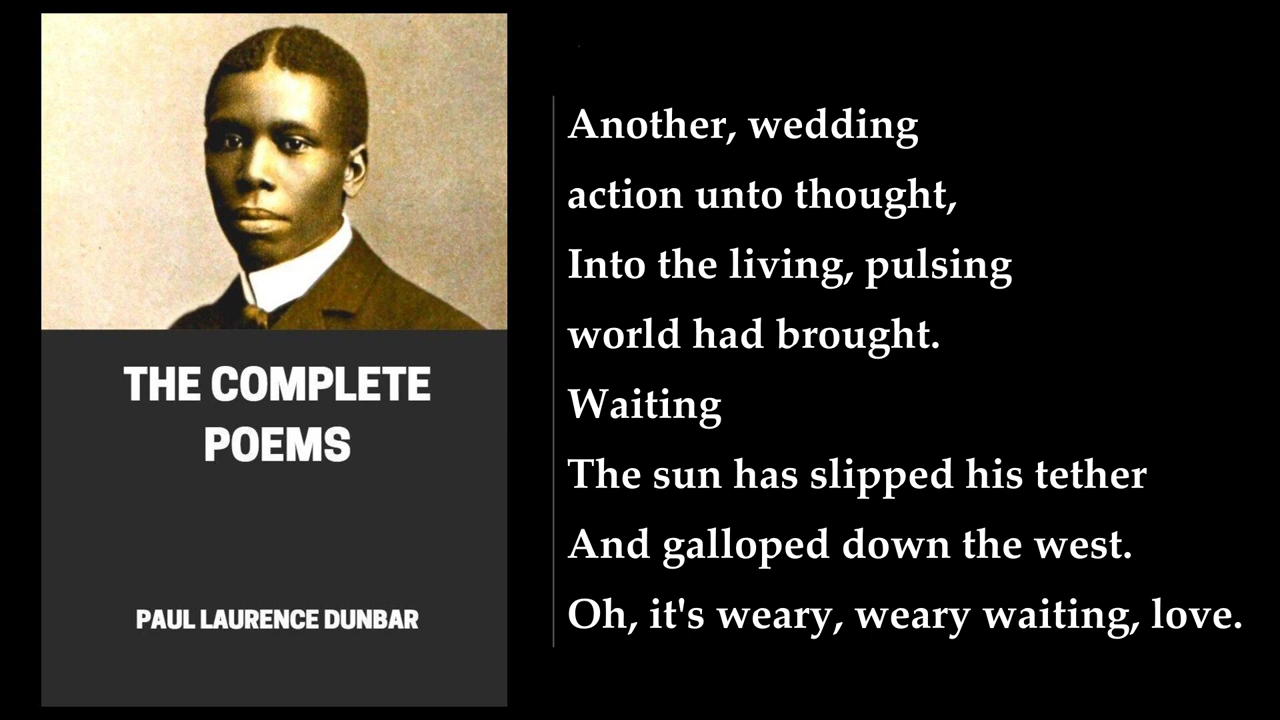 THE COMPLETE
POEMS
PAUL LAURENCE DUNBAR
Another, wedding
action unto thought,
Into the living, pulsing
world had brought.
Waiting
The sun has slipped his tether
And galloped down the west.
Oh, it's weary, weary waiting, love.